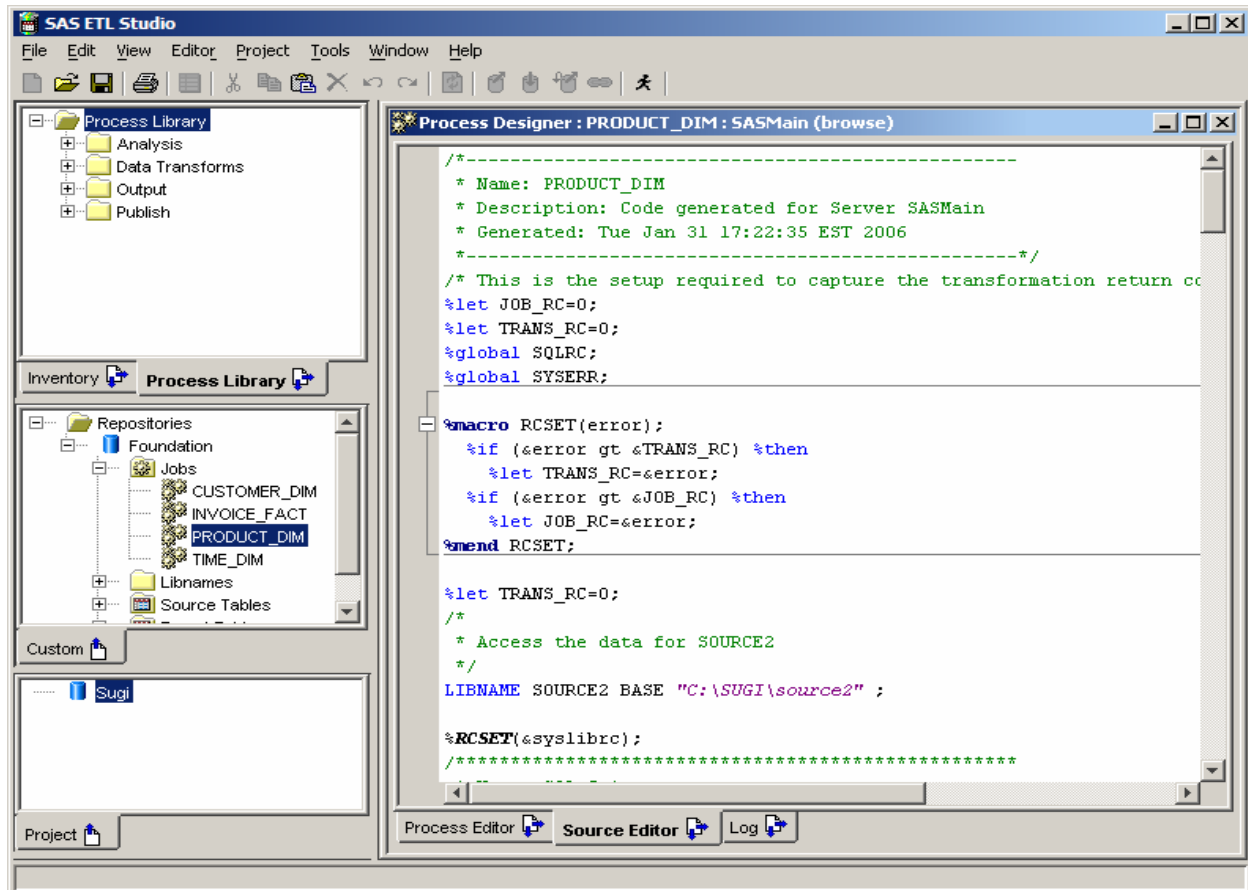 SAS ETL Studio
File Edit View Editor Project Tools Window Help
Process Library
Analysis
Data Transforms
Output
Publish
Inventory Process Library
Repositories
Foundation
Jobs
CUSTOMER_DIM
INVOICE_FACT
PRODUCT_DIM
TIME_DIM
Libnames
Source Tables
Custom
Sugi
Project
Process Designer : PRODUCT_DIM : SASMain (browse)
/*--------------------------------------------------
* Name: PRODUCT_DIM
* Description: Code generated for Server SASMain
* Generated: Tue Jan 31 17:22:35 EST 2006
*--------------------------------------------------*/
/* This is the setup required to capture the transformation return
%let JOB_RC=0;
%let TRANS_RC=0;
%global SQLRC;
%global SYSERR;
%macro RCSET(error);
%if (&error gt &TRANS_RC) %then
%let TRANS_RC=&error;
%if (&error gt &JOB_RC) %then
%let JOB_RC=&error;
%mend RCSET;
%let TRANS_RC=0;
/*
* Access the data for SOURCE2
*/
LIBNAME SOURCE2 BASE "C:\SUGI\source2" ;
%RCSET(&syslibrc);
/***************************************************
Process Editor Source Editor Log